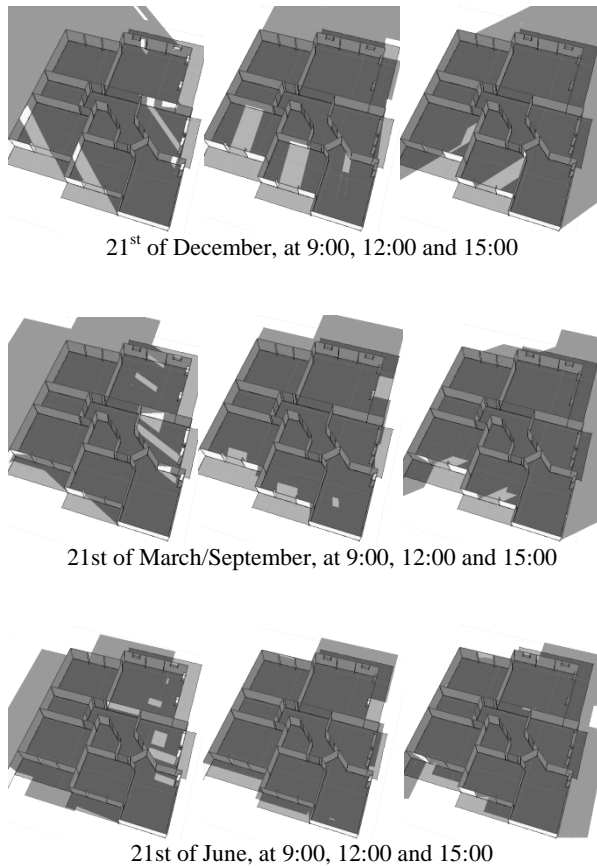 21st of December, at 9:00, 12:00 and 15:00
21st of March/September, at 9:00, 12:00 and 15:00
21st of June, at 9:00, 12:00 and 15:00